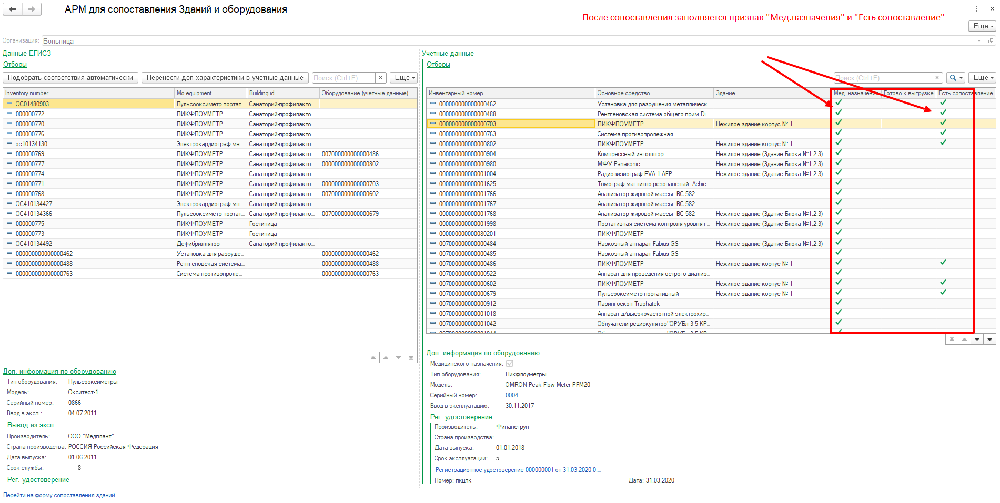 АРМ для сопоставления Зданий и оборудования
После сопоставления заполняется признак "Мед.назначения" и "Есть сопоставление"
Еще
Организация: Больница
Данные ЕГИСЗ
Отборы
Подобрать соответствия автоматически Перенести доп характеристики в учетные данные Поиск (Ctrl+F) × Еще
Inventory number Mo equipment Building id Оборудование (учетные данные)
ОС01480903 Пульсооксиметр портат... Санаторий-профилакто...
000000772 ПИКФЛОУМЕТР Санаторий-профилакто...
000000770 ПИКФЛОУМЕТР Санаторий-профилакто...
000000776 ПИКФЛОУМЕТР Санаторий-профилакто...
ос10134130 Электрокардиограф мн... Санаторий-профилакто...
000000769 ПИКФЛОУМЕТР Санаторий-профилакто... 007000000000000486
000000777 ПИКФЛОУМЕТР Санаторий-профилакто... 000000000000000802
000000774 ПИКФЛОУМЕТР Санаторий-профилакто...
000000771 ПИКФЛОУМЕТР Санаторий-профилакто... 000000000000000703
000000768 ПИКФЛОУМЕТР Санаторий-профилакто... 007000000000000602
ОС410134427 Электрокардиограф мн... Санаторий-профилакто...
ОС410134366 Пульсооксиметр портат... Санаторий-профилакто... 007000000000000679
000000775 ПИКФЛОУМЕТР Гостиница
000000773 ПИКФЛОУМЕТР Гостиница
ОС410134492 Дефибриллятор Санаторий-профилакто...
000000000000000462 Установка для разруше... 000000000000000462
000000000000000488 Рентгеновская система... 000000000000000488
000000000000000763 Система противопроле... 000000000000000763
Доп. информация по оборудованию
Тип оборудования: Пульсооксиметры
Модель: Окситест-1
Серийный номер: 0866
Ввод в эксп.: 04.07.2011
Вывод из эксп.
Производитель: ООО "Медплант"
Страна производства: РОССИЯ Российская Федерация
Дата выпуска: 01.06.2011
Срок службы: 8
Рег. удостоверение
Перейти на форму сопоставления зданий
Учетные данные
Отборы
Поиск (Ctrl+F) × Еще
Инвентарный номер Основное средство Здание Мед. назначения Готово к выгрузке Есть сопоставление
000000000000000462 Установка для разрушения металлическ...
000000000000000488 Рентгеновская система общего прим.Di...
000000000000000703 ПИКФЛОУМЕТР Нежилое здание корпус № 1
000000000000000763 Система противопролежная
000000000000000802 ПИКФЛОУМЕТР Нежилое здание корпус № 1
000000000000000904 Компрессный инголятор Нежилое здание (Здание Блока №1.2.3)
000000000000000980 МФУ Panasonic Нежилое здание (Здание Блока №1.2.3)
000000000000001004 Радиовизиограф EVA 1.AFP Нежилое здание (Здание Блока №1.2.3)
000000000000001625 Томограф магнитно-резонансный Achie...
000000000000001766 Анализатор жировой массы ВС-582
000000000000001767 Анализатор жировой массы ВС-582
000000000000001768 Анализатор жировой массы ВС-582 Нежилое здание (Здание Блока №1.2.3)
000000000000001998 Портативная система контроля уровня г... Нежилое здание (Здание Блока №1.2.3)
000000000000080201 ПИКФЛОУМЕТР
007000000000000484 Наркозный аппарат Fabius GS Нежилое здание (Здание Блока №1.2.3)
007000000000000485 Наркозный аппарат Fabius GS
007000000000000486 ПИКФЛОУМЕТР Нежилое здание корпус № 1
007000000000000522 Аппарат для проведения острого диализ...
007000000000000602 ПИКФЛОУМЕТР Нежилое здание корпус № 1
007000000000000679 Пульсооксиметр портативный Нежилое здание корпус № 1
007000000000000912 Ларингоскоп Truphatek
007000000000001018 Аппарат д/высокочастотной электрохир...
007000000000001042 Облучатели-рециркулятор"ОРУБп-3-5-КР...
007000000000001044 Облучатели-рециркулятор"ОРУБп-3-5-КР...
Доп. информация по оборудованию
Медицинского назначения:
Тип оборудования: Пикфлоуметры
Модель: OMRON Peak Flow Meter PFM20
Серийный номер: 0004
Ввод в эксплуатацию: 30.11.2017
Рег. удостоверение
Производитель: Финансгруп
Страна производства:
Дата выпуска: 01.01.2018
Срок эксплуатации: 5
Регистрационное удостоверение 000000001 от 31.03.2020 0:...
Номер: пкцпк Дата: 31.03.2020